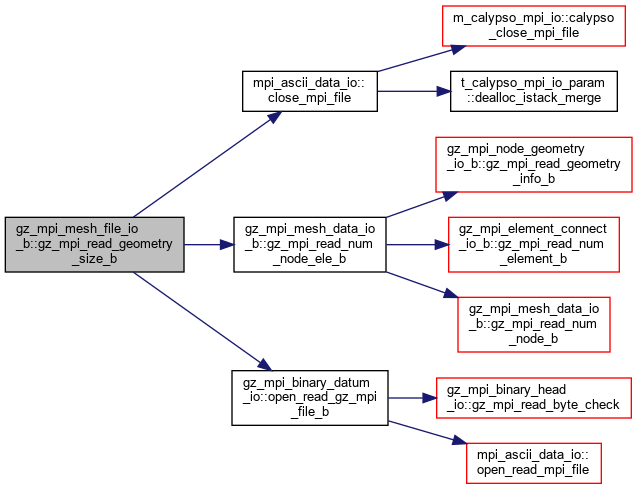 m_calypso_mpi_io::calypso
_close_mpi_file
mpi_ascii_data_io::
close_mpi_file
t_calypso_mpi_io_param
::dealloc_istack_merge
gz_mpi_node_geometry
_io_b::gz_mpi_read_geometry
_info_b
gz_mpi_mesh_file_io
_b::gz_mpi_read_geometry
_size_b
gz_mpi_mesh_data_io
_b::gz_mpi_read_num
_node_ele_b
gz_mpi_element_connect
_io_b::gz_mpi_read_num
_element_b
gz_mpi_mesh_data_io
_b::gz_mpi_read_num
_node_b
gz_mpi_binary_datum
_io::open_read_gz_mpi
_file_b
gz_mpi_binary_head
_io::gz_mpi_read_byte_check
mpi_ascii_data_io::
open_read_mpi_file